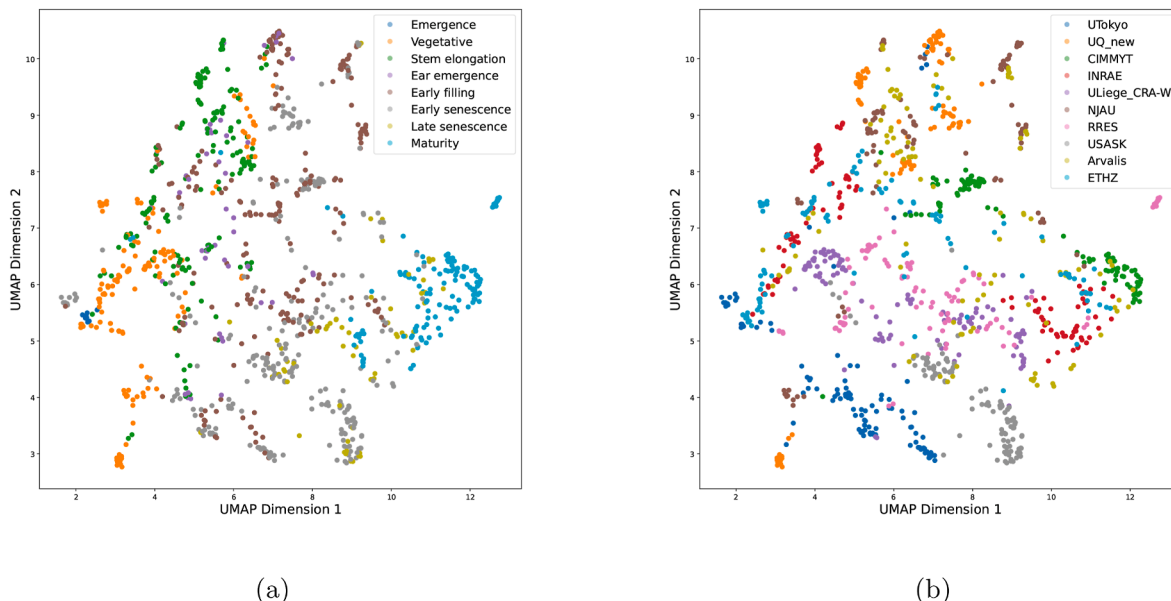 Emergence
Vegetative
Stem elongation
Ear emergence
Early filling
Early senescence
Late senescence
Maturity
10
9
8
7
6
5
4
3
UMAP Dimension 2
2
4
6
8
10
12
UMAP Dimension 1
(a)
UTokyo
UQ_new
CIMMYT
INRAE
ULiege_CRA-W
NJAU
RRES
USASK
Arvalis
ETHZ
10
9
8
7
6
5
4
3
UMAP Dimension 2
2
4
6
8
10
12
UMAP Dimension 1
(b)